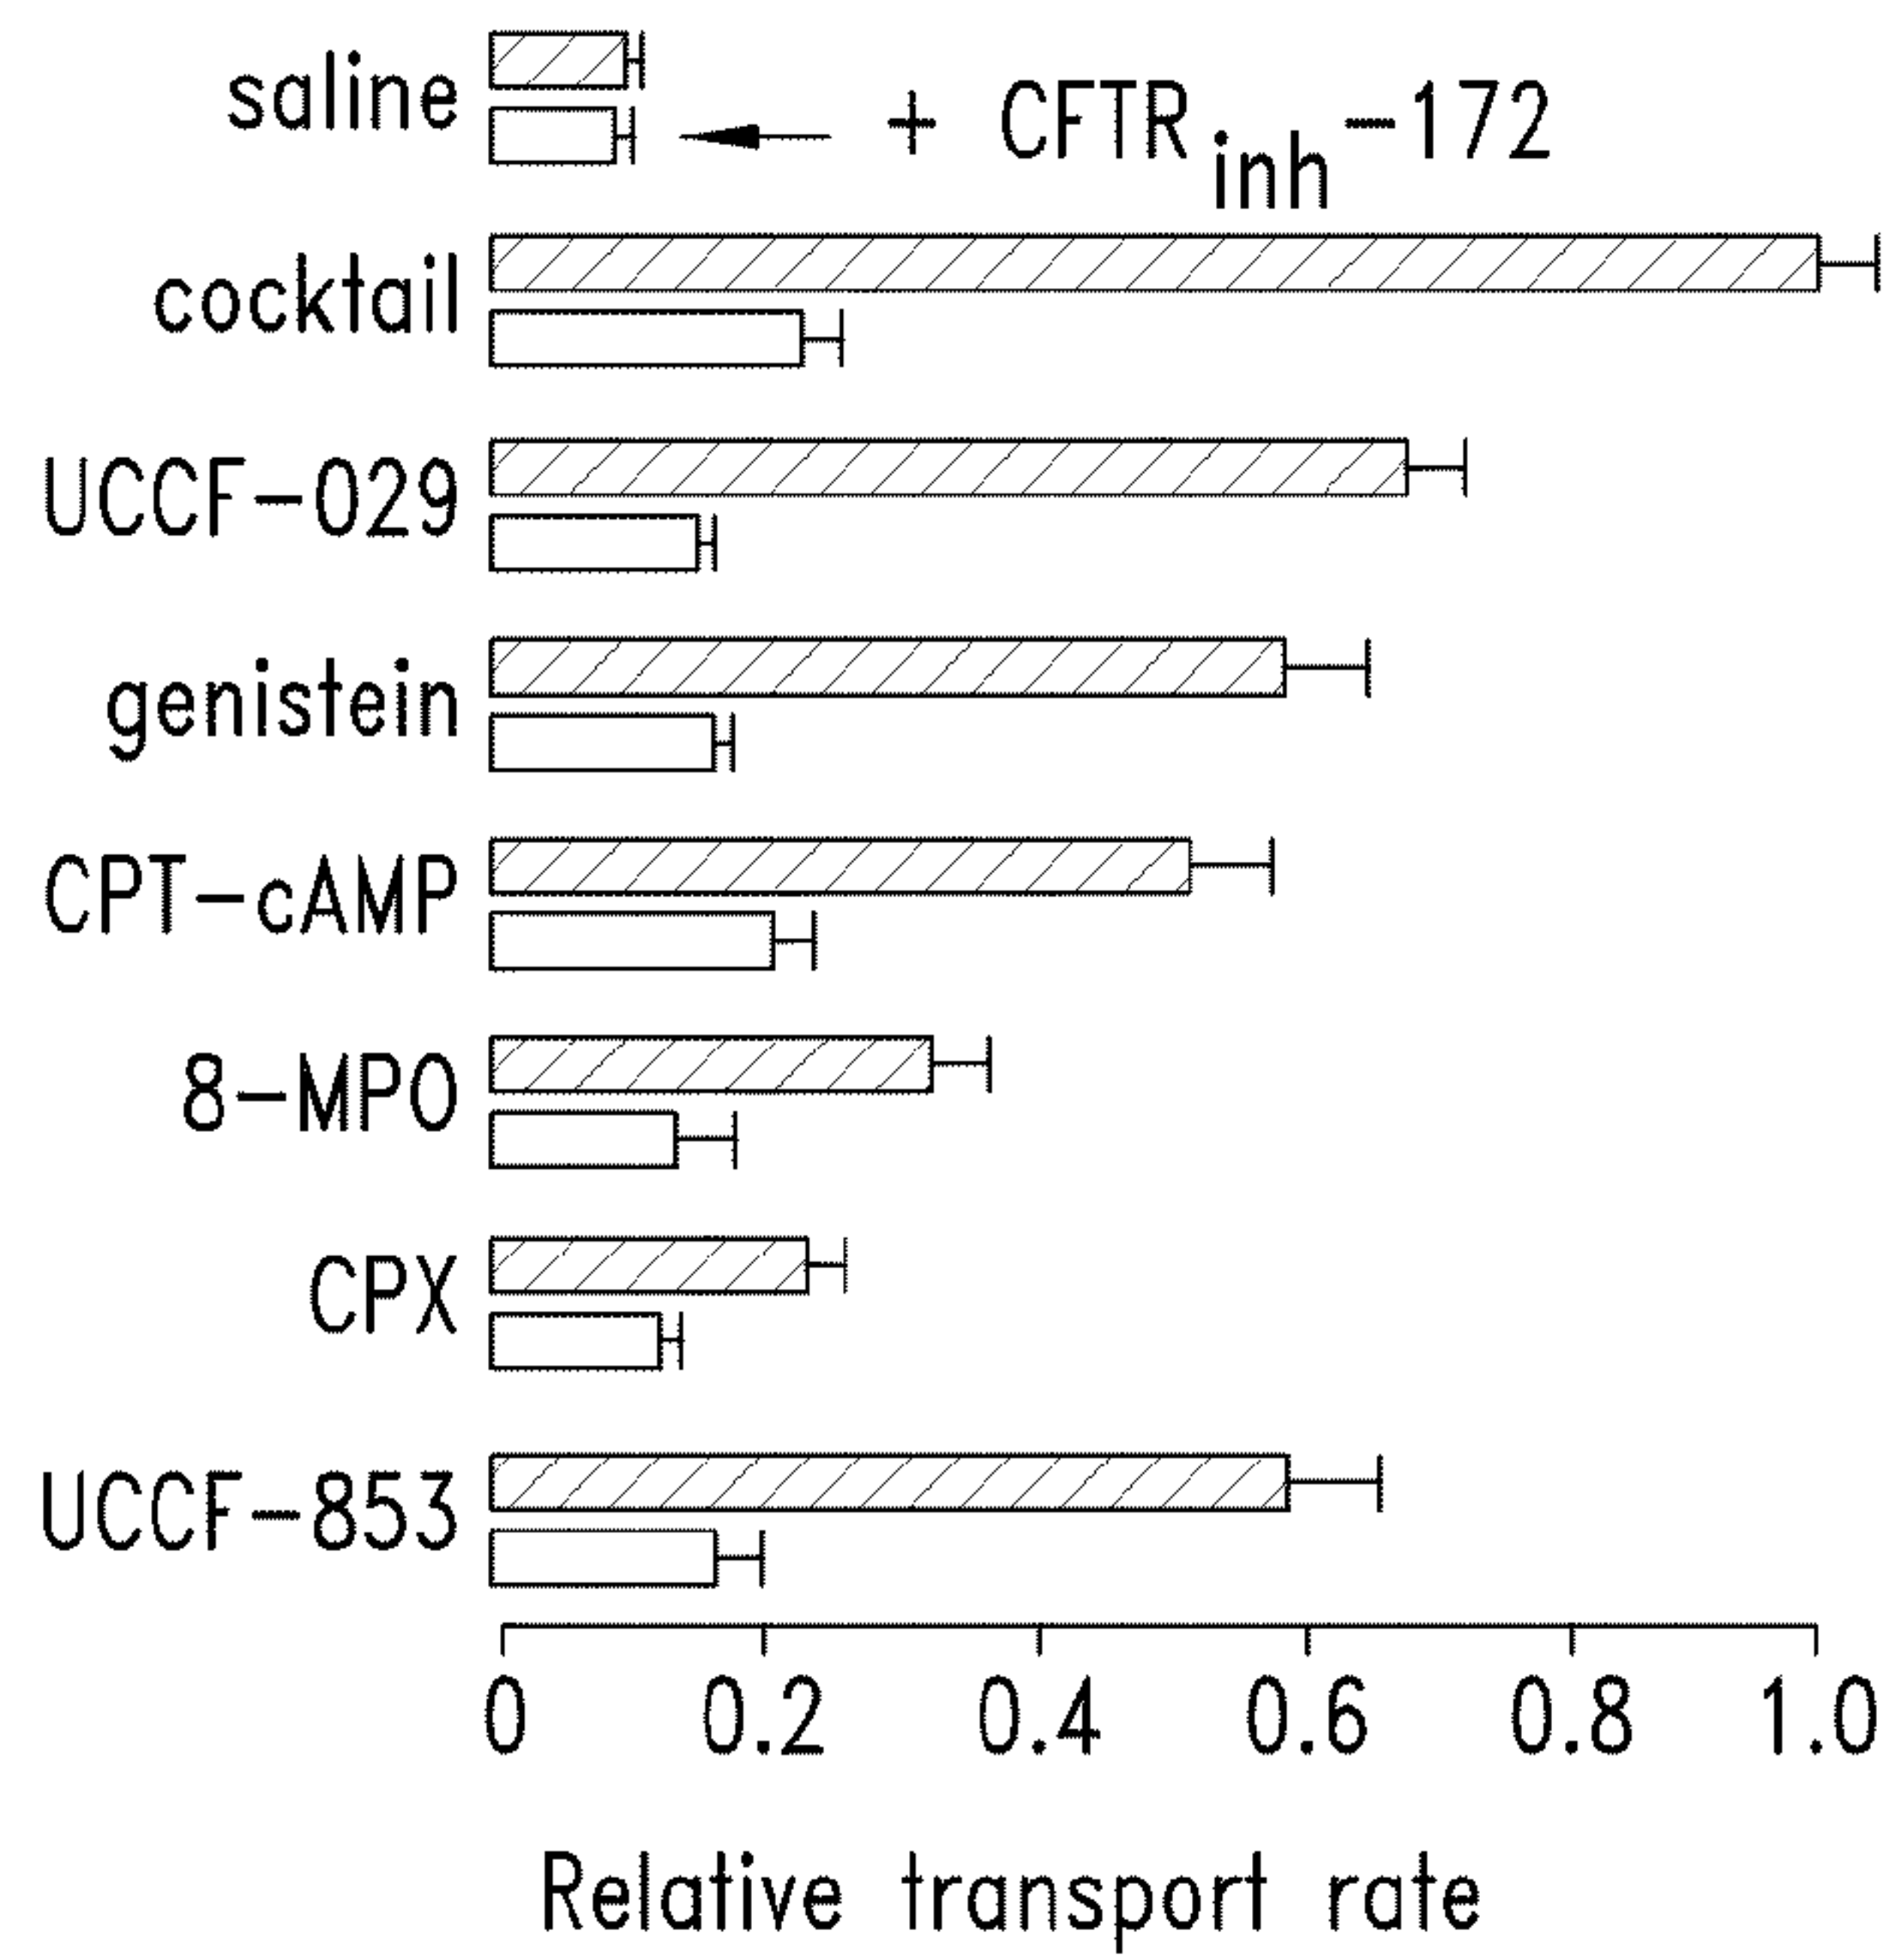 saline
+ CFTRinh-172
cocktail
UCCF-029
genistein
CPT-cAMP
8-MPO
CPX
UCCF-853
0 0.2 0.4 0.6 0.8 1.0
Relative transport rate